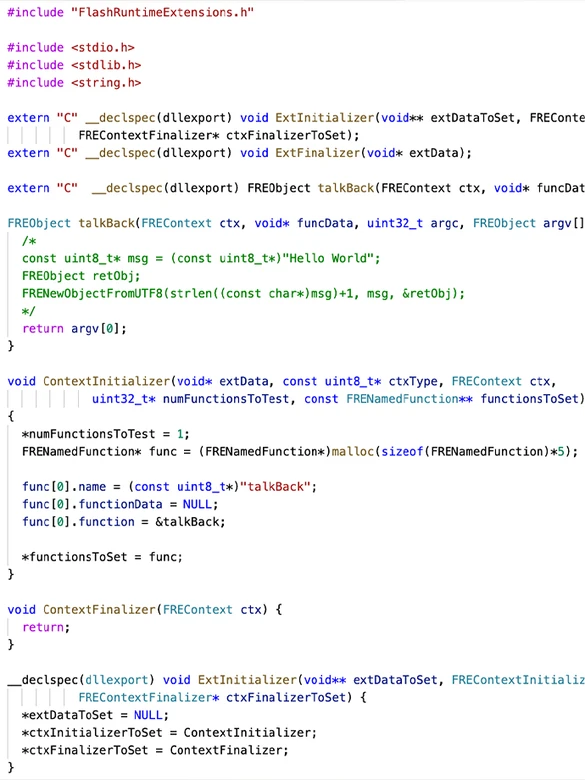 #include "FlashRuntimeExtensions.h"
#include <stdio.h>
#include <stdlib.h>
#include <string.h>
extern "C" __declspec(dllexport) void ExtInitializer(void** extDataToSet, FREConte
FREContextFinalizer* ctxFinalizerToSet);
extern "C" __declspec(dllexport) void ExtFinalizer(void* extData);
extern "C"  __declspec(dllexport) FREObject talkBack(FREContext ctx, void* funcDat
FREObject talkBack(FREContext ctx, void* funcData, uint32_t argc, FREObject argv[]
/*
const uint8_t* msg = (const uint8_t*)"Hello World";
FREObject retObj;
FRENewObjectFromUTF8(strlen((const char*)msg)+1, msg, &retObj);
*/
return argv[0];
}
void ContextInitializer(void* extData, const uint8_t* ctxType, FREContext ctx,
uint32_t* numFunctionsToTest, const FRENamedFunction** functionsToSet)
{
*numFunctionsToTest = 1;
FRENamedFunction* func = (FRENamedFunction*)malloc(sizeof(FRENamedFunction)*5);
func[0].name = (const uint8_t*)"talkBack";
func[0].functionData = NULL;
func[0].function = &talkBack;
*functionsToSet = func;
}
void ContextFinalizer(FREContext ctx) {
return;
}
__declspec(dllexport) void ExtInitializer(void** extDataToSet, FREContextInitializ
FREContextFinalizer* ctxFinalizerToSet) {
*extDataToSet = NULL;
*ctxInitializerToSet = ContextInitializer;
*ctxFinalizerToSet = ContextFinalizer;
}